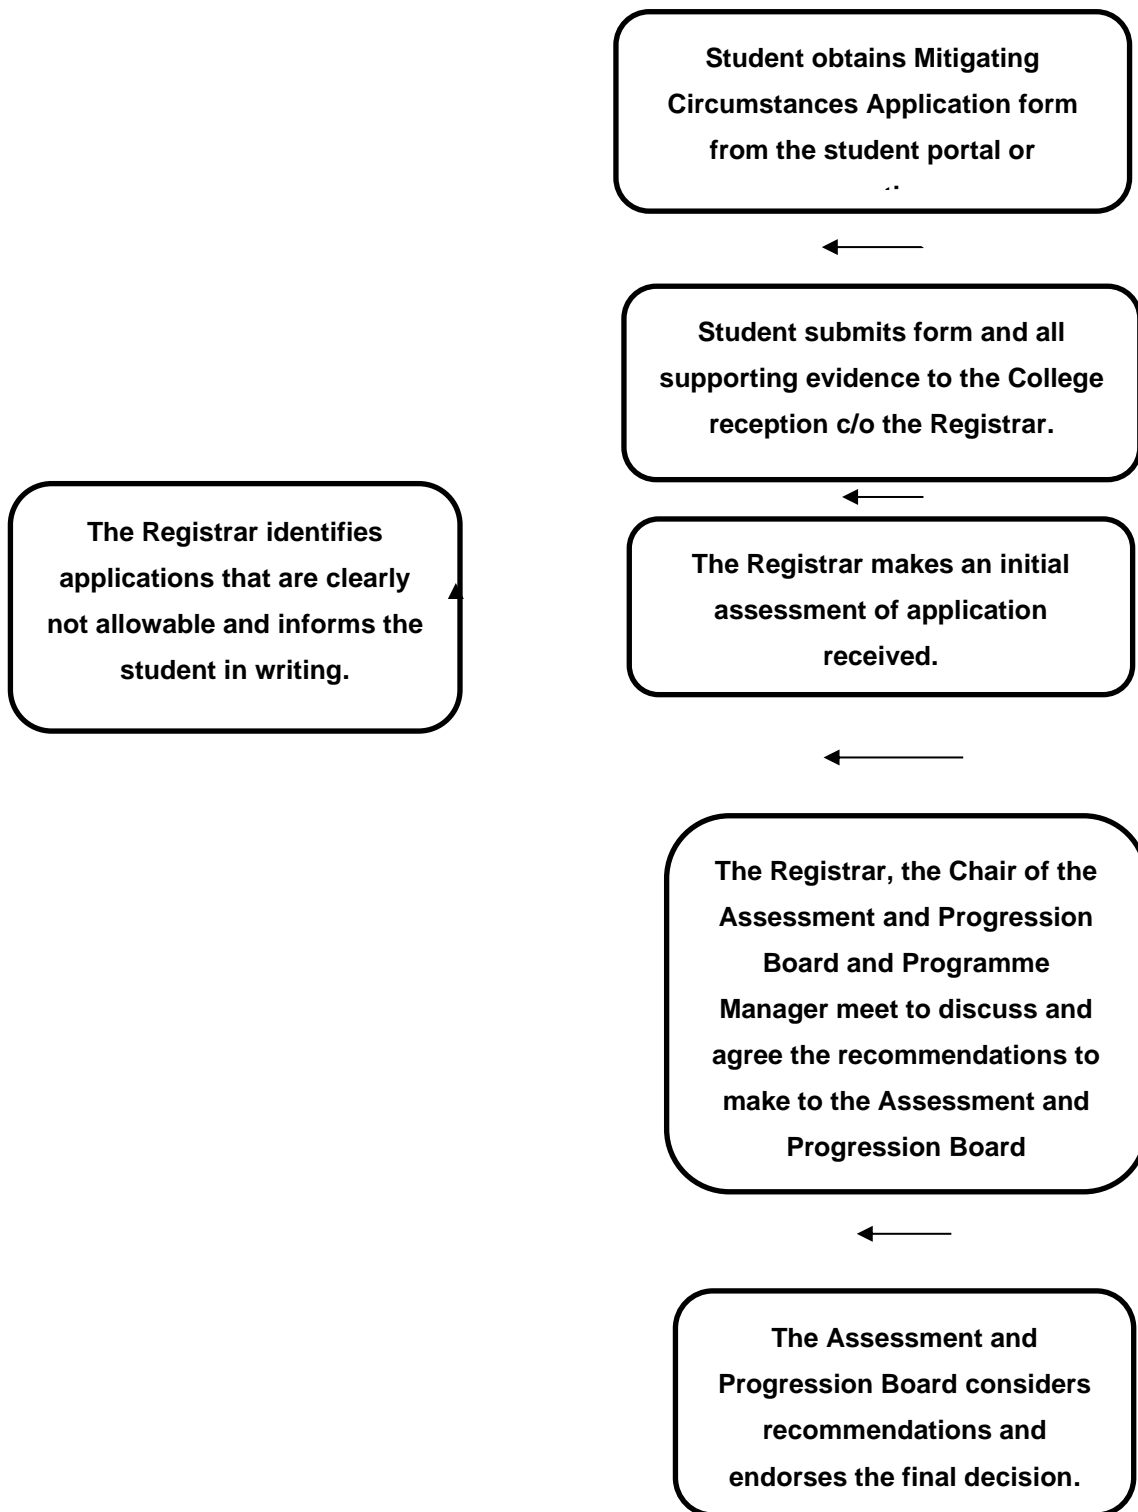 Student obtains Mitigating
Circumstances Application form
from the student portal or
Student submits form and all
supporting evidence to the College
reception c/o the Registrar.
The Registrar identifies
applications that are clearly
not allowable and informs the
student in writing.
The Registrar makes an initial
assessment of application
received.
The Registrar, the Chair of the
Assessment and Progression
Board and Programme
Manager meet to discuss and
agree the recommendations to
make to the Assessment and
Progression Board
The Assessment and
Progression Board considers
recommendations and
endorses the final decision.